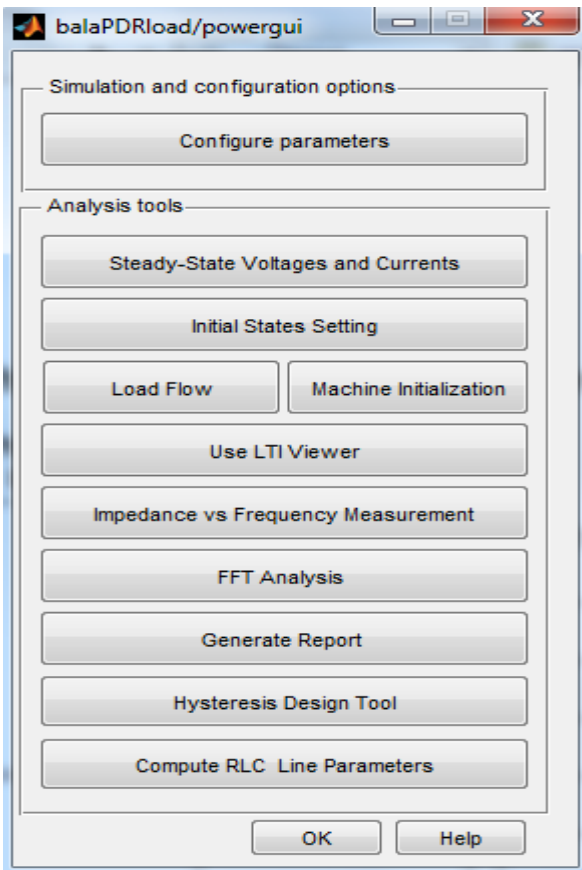 balaPDRload/powergui
Simulation and configuration options
Configure parameters
Analysis tools
Steady-State Voltages and Currents
Initial States Setting
Load Flow Machine Initialization
Use LTI Viewer
Impedance vs Frequency Measurement
FFT Analysis
Generate Report
Hysteresis Design Tool
Compute RLC Line Parameters
OK Help